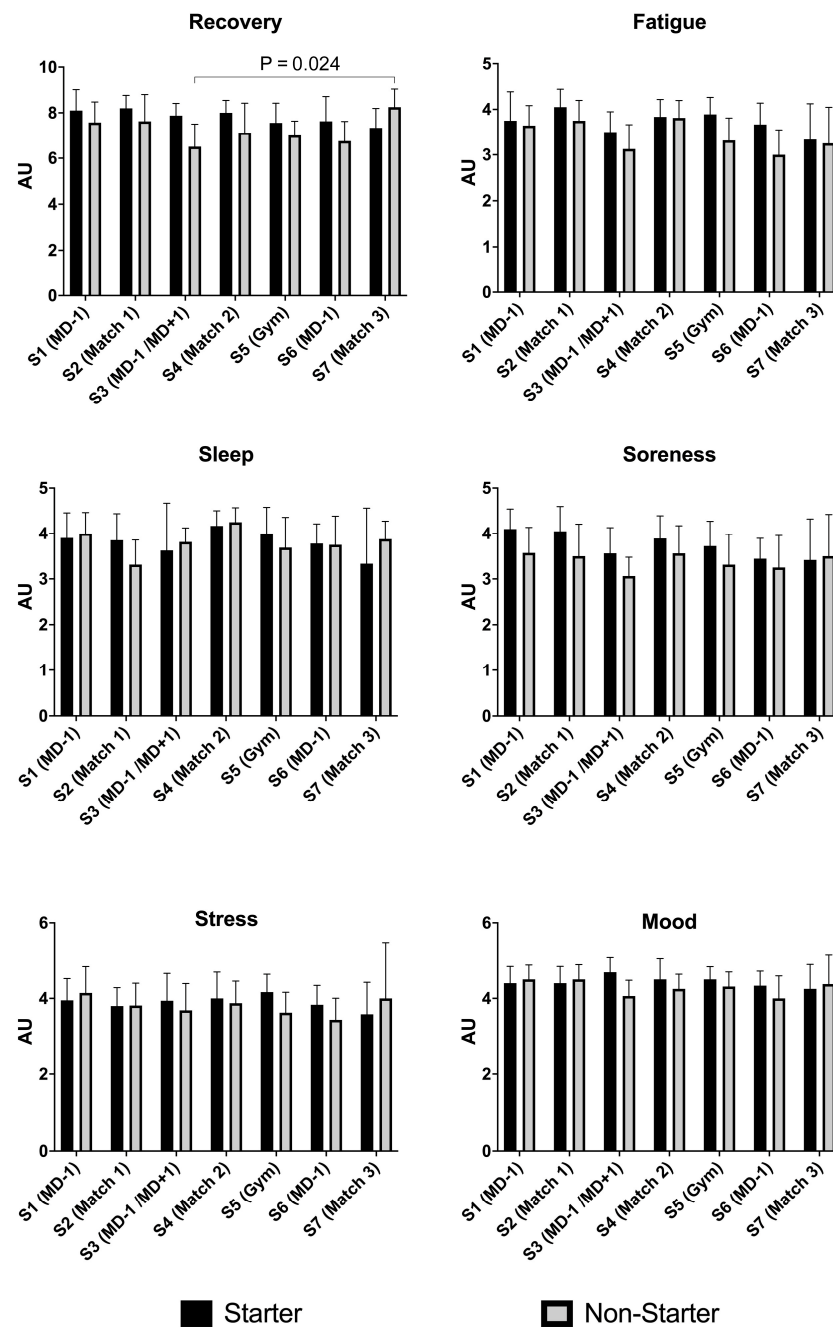 Recovery
P = 0.024
10
8
6
4
2
0
AU
S1 (MD-1)
S2 (Match 1)
S3 (MD-1 /MD+1)
S4 (Match 2)
S5 (Gym)
S6 (MD-1)
S7 (Match 3)
Fatigue
5
4
3
2
1
0
AU
S1 (MD-1)
S2 (Match 1)
S3 (MD-1 /MD+1)
S4 (Match 2)
S5 (Gym)
S6 (MD-1)
S7 (Match 3)
Sleep
5
4
3
2
1
0
AU
S1 (MD-1)
S2 (Match 1)
S3 (MD-1 /MD+1)
S4 (Match 2)
S5 (Gym)
S6 (MD-1)
S7 (Match 3)
Soreness
5
4
3
2
1
0
AU
S1 (MD-1)
S2 (Match 1)
S3 (MD-1 /MD+1)
S4 (Match 2)
S5 (Gym)
S6 (MD-1)
S7 (Match 3)
Stress
6
4
2
0
AU
S1 (MD-1)
S2 (Match 1)
S3 (MD-1 /MD+1)
S4 (Match 2)
S5 (Gym)
S6 (MD-1)
S7 (Match 3)
Mood
6
4
2
0
AU
S1 (MD-1)
S2 (Match 1)
S3 (MD-1 /MD+1)
S4 (Match 2)
S5 (Gym)
S6 (MD-1)
S7 (Match 3)
Starter
Non-Starter